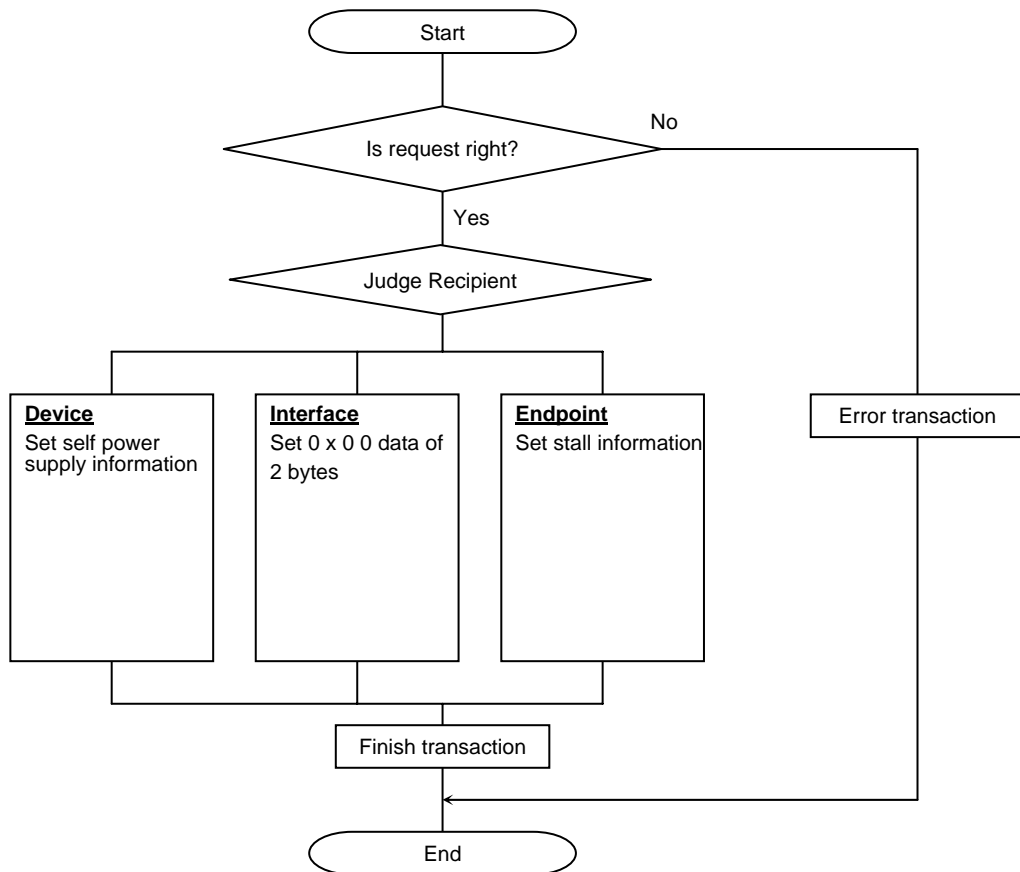 Start
Is request right?
No
Yes
Judge Recipient
Device
Set self power
supply information
Interface
Set 0 x 0 0 data of
2 bytes
Endpoint
Set stall information
Error transaction
Finish transaction
End